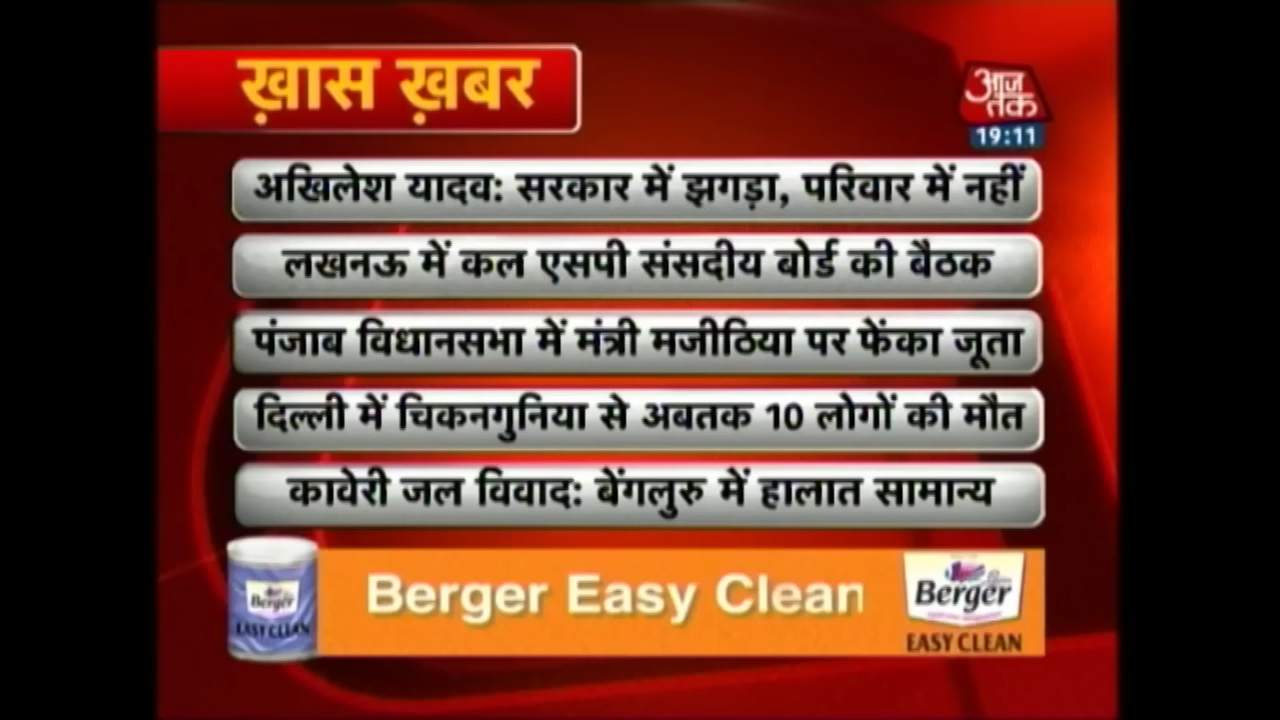 ख़ास ख़बर
आज तक
19:11
अखिलेश यादव: सरकार में झगड़ा, परिवार में नहीं
लखनऊ में कल एसपी संसदीय बोर्ड की बैठक
पंजाब विधानसभा में मंत्री मजीठिया पर फेंका जूता
दिल्ली में चिकनगुनिया से अबतक 10 लोगों की मौत
कावेरी जल विवाद: बेंगलुरु में हालात सामान्य
Berger
EASY CLEAN
Berger Easy Clean
Berger
EASY CLEAN